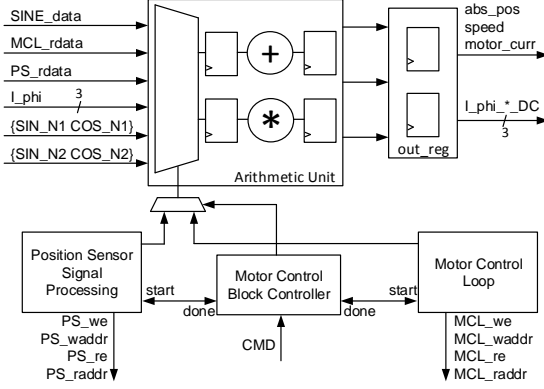 SINE_data
MCL_rdata
PS_rdata
I_phi
3
{SIN_N1 COS_N1}
{SIN_N2 COS_N2}
+
*
Arithmetic Unit
out_reg
abs_pos
speed
motor_curr
I_phi_*_DC
3
Position Sensor
Signal
Processing
start
done
Motor Control
Block Controller
start
done
Motor Control
Loop
PS_we
PS_waddr
PS_re
PS_raddr
CMD
MCL_we
MCL_waddr
MCL_re
MCL_raddr